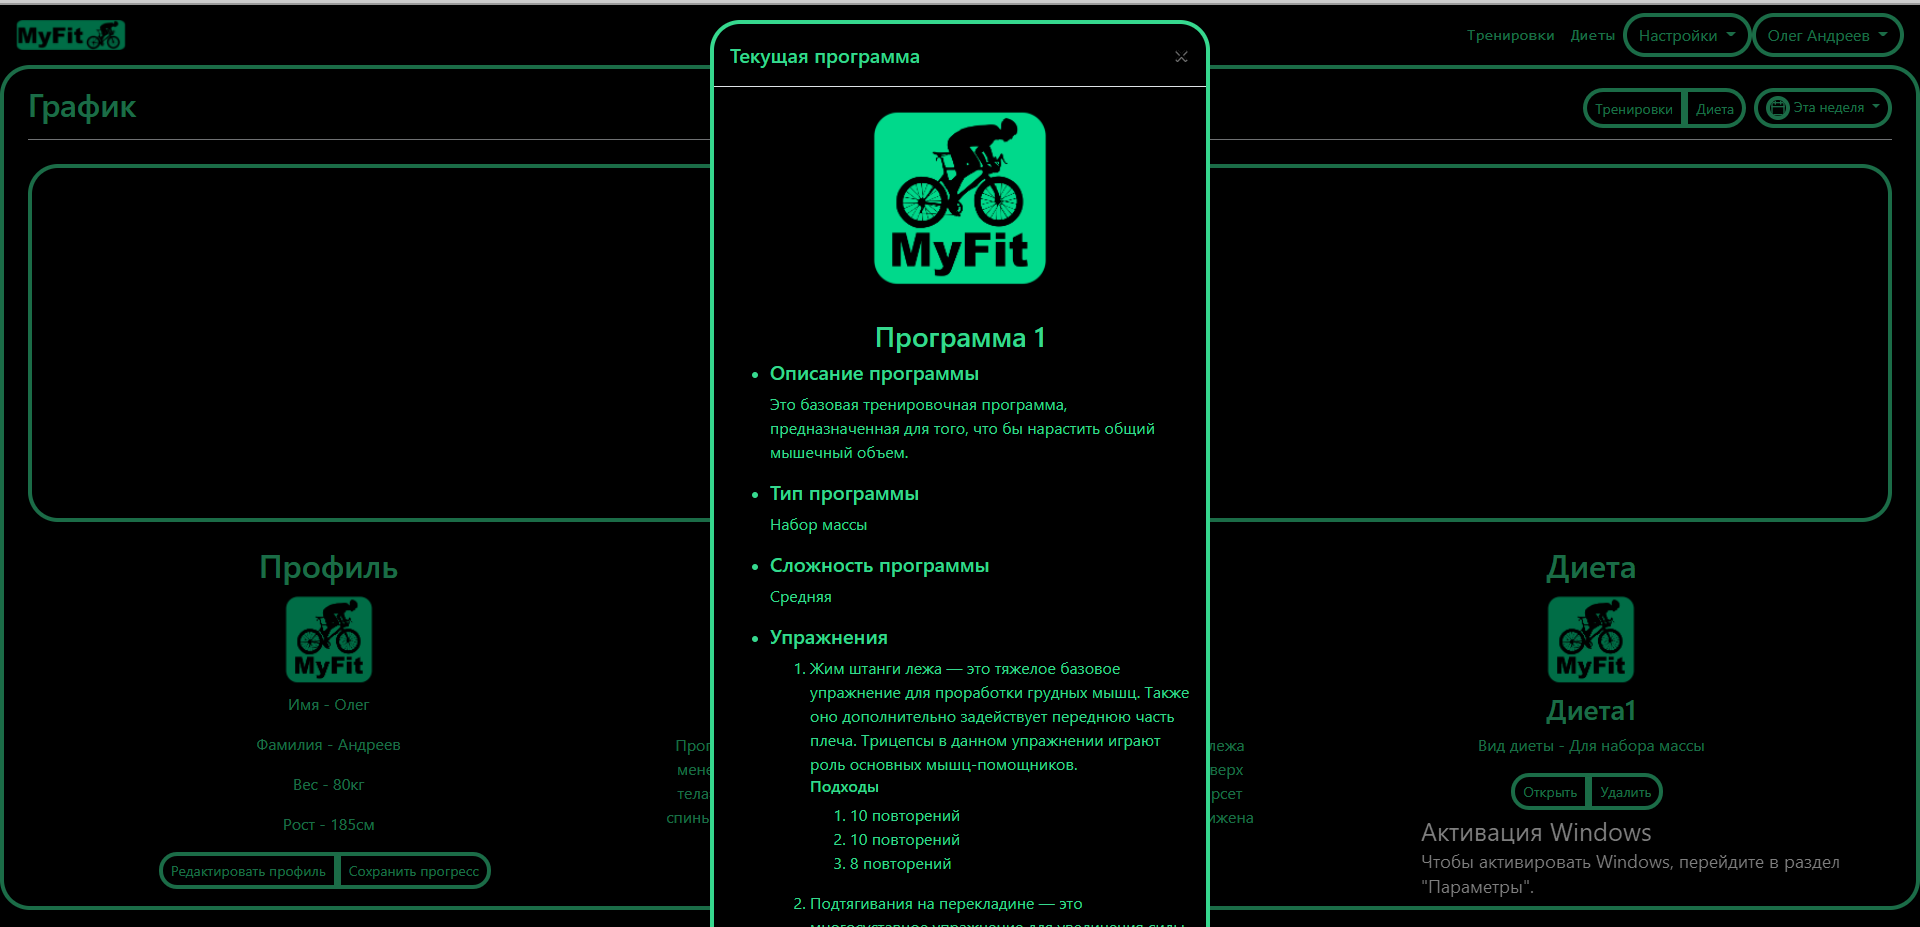 MyFit
Тренировки
Диеты
Настройки
Олег Андреев
График
Тренировки
Диета
Эта неделя
Текущая программа
MyFit
Программа 1
Описание программы
Это базовая тренировочная программа,
предназначенная для того, что бы нарастить общий
мышечный объем.
Тип программы
Набор массы
Сложность программы
Средняя
Упражнения
1. Жим штанги лежа — это тяжелое базовое
упражнение для проработки грудных мышц. Также
оно дополнительно задействует переднюю часть
плеча. Трицепсы в данном упражнении играют
роль основных мышц-помощников.
Подходы
1. 10 повторений
2. 10 повторений
3. 8 повторений
2. Подтягивания на перекладине — это
многосуставное упражнение для увеличения силы
Профиль
MyFit
Имя - Олег
Фамилия - Андреев
Вес - 80кг
Рост - 185см
Редактировать профиль
Сохранить прогресс
Диета
MyFit
Диета1
Вид диеты - Для набора массы
Открыть
Удалить
Активация Windows
Чтобы активировать Windows, перейдите в раздел
"Параметры".